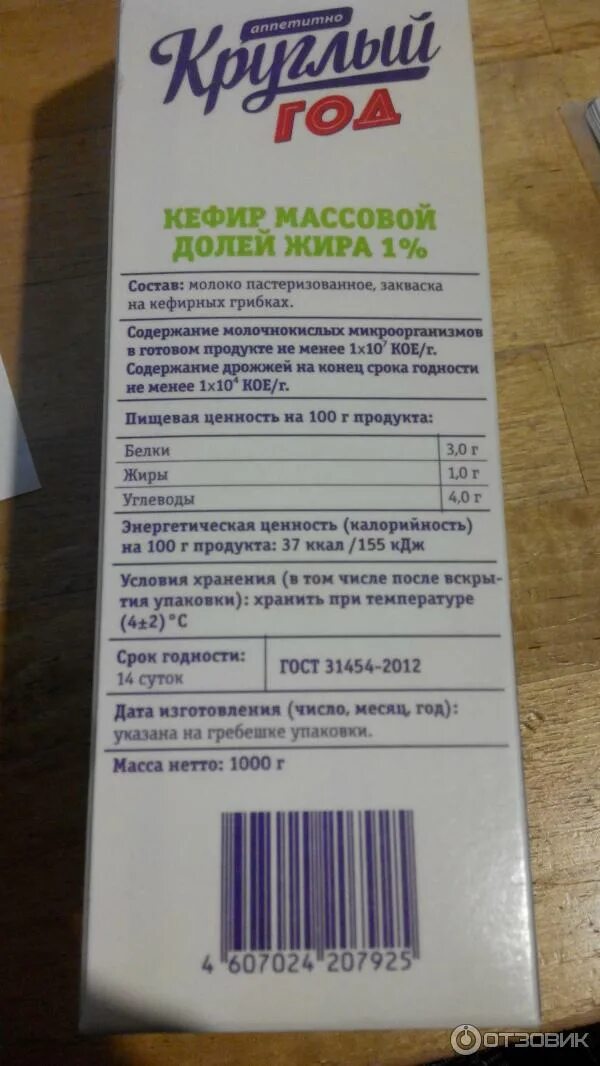 аппетитно
Круглый
ГОД
КЕФИР МАССОВОЙ
ДОЛЕЙ ЖИРА 1%
Состав: молоко пастеризованное, закваска
на кефирных грибках.
Содержание молочнокислых микроорганизмов
в готовом продукте не менее 1x10⁷ КОЕ/г.
Содержание дрожжей на конец срока годности
не менее 1x10⁴ КОЕ/г.
Пищевая ценность на 100 г продукта:
Белки 3,0 г
Жиры 1,0 г
Углеводы 4,0 г
Энергетическая ценность (калорийность)
на 100 г продукта: 37 ккал /155 кДж
Условия хранения (в том числе после вскры-
тия упаковки): хранить при температуре
(4±2)°C
Срок годности:
14 суток
ГОСТ 31454-2012
Дата изготовления (число, месяц, год):
указана на гребешке упаковки.
Масса нетто: 1000 г
4 607024 207925
ОТЗОВИК